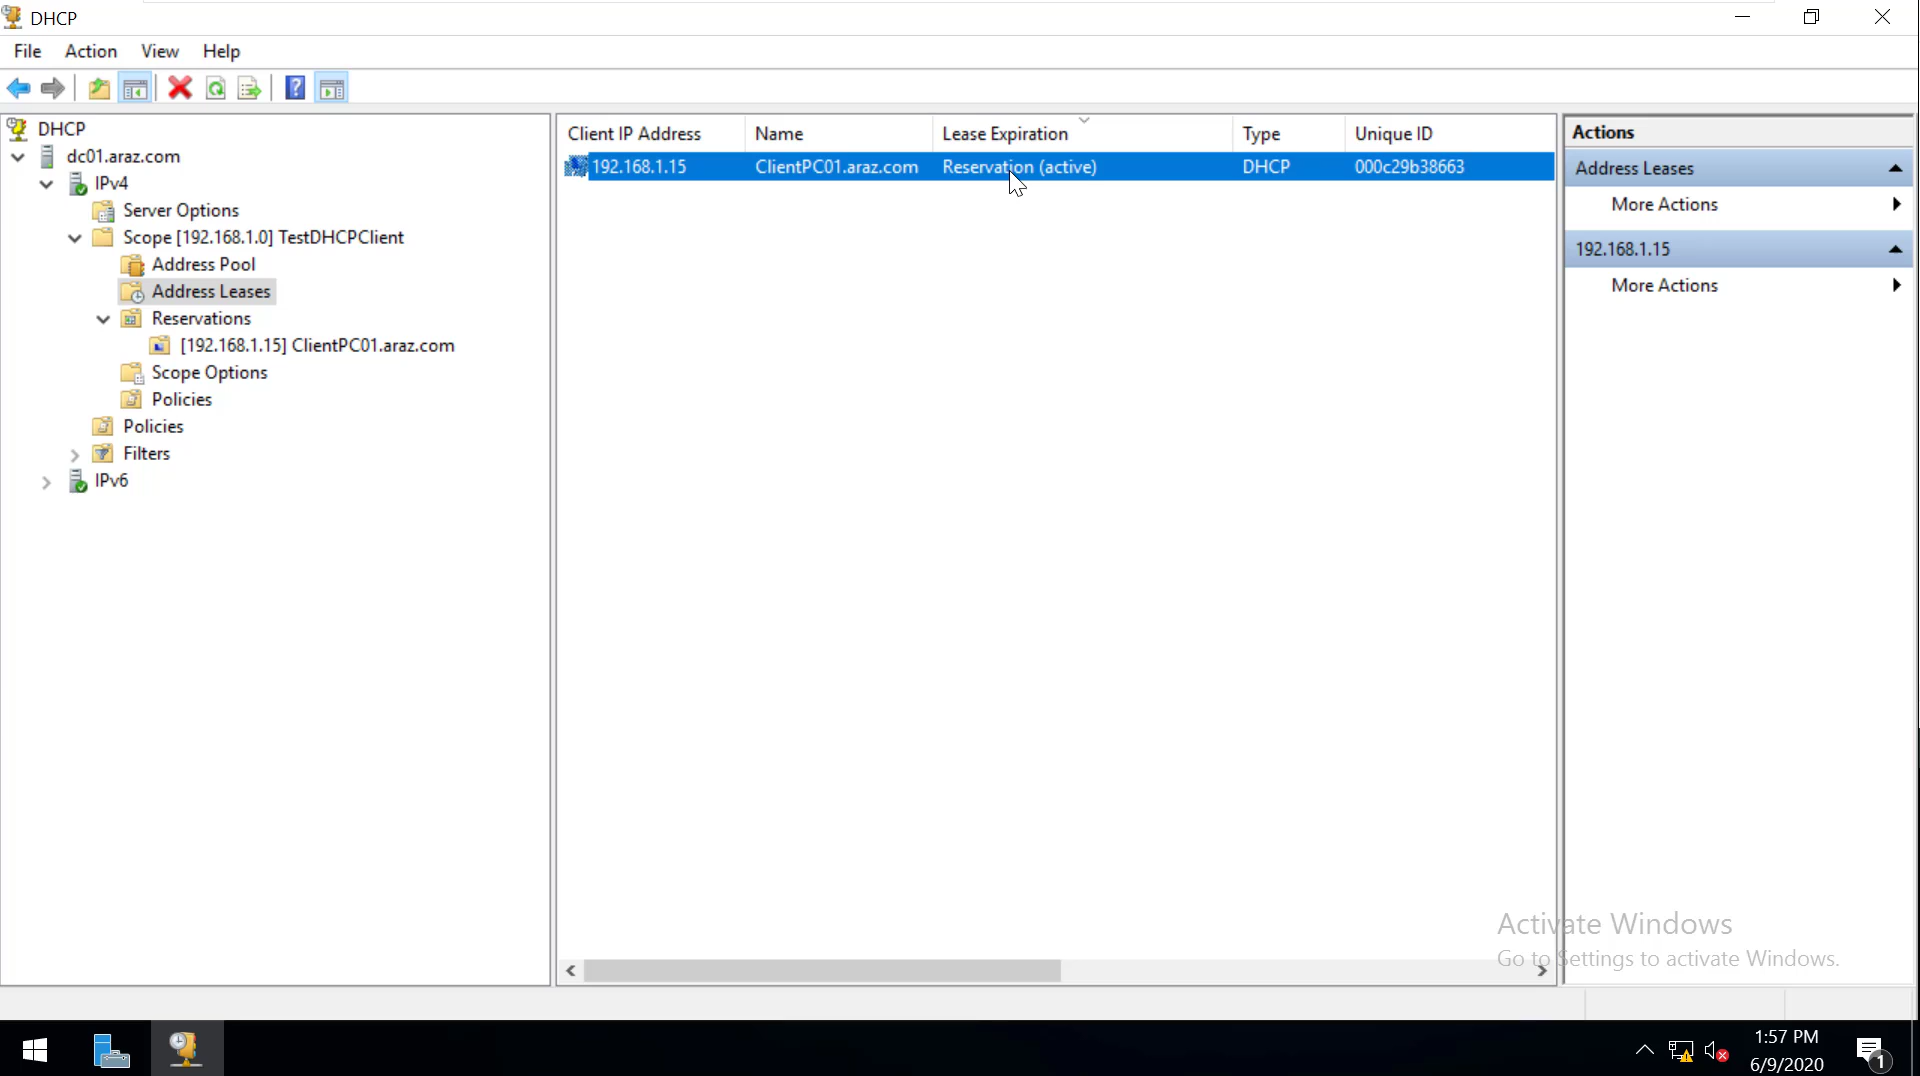 DHCP
File Action View Help
DHCP
dc01.araz.com
IPv4
Server Options
Scope [192.168.1.0] TestDHCPClient
Address Pool
Address Leases
Reservations
[192.168.1.15] ClientPC01.araz.com
Scope Options
Policies
Policies
Filters
IPv6
Client IP Address Name Lease Expiration Type Unique ID
192.168.1.15 ClientPC01.araz.com Reservation (active) DHCP 000c29b38663
Actions
Address Leases
More Actions
192.168.1.15
More Actions
Activate Windows
Go to Settings to activate Windows.
1:57 PM
6/9/2020
1